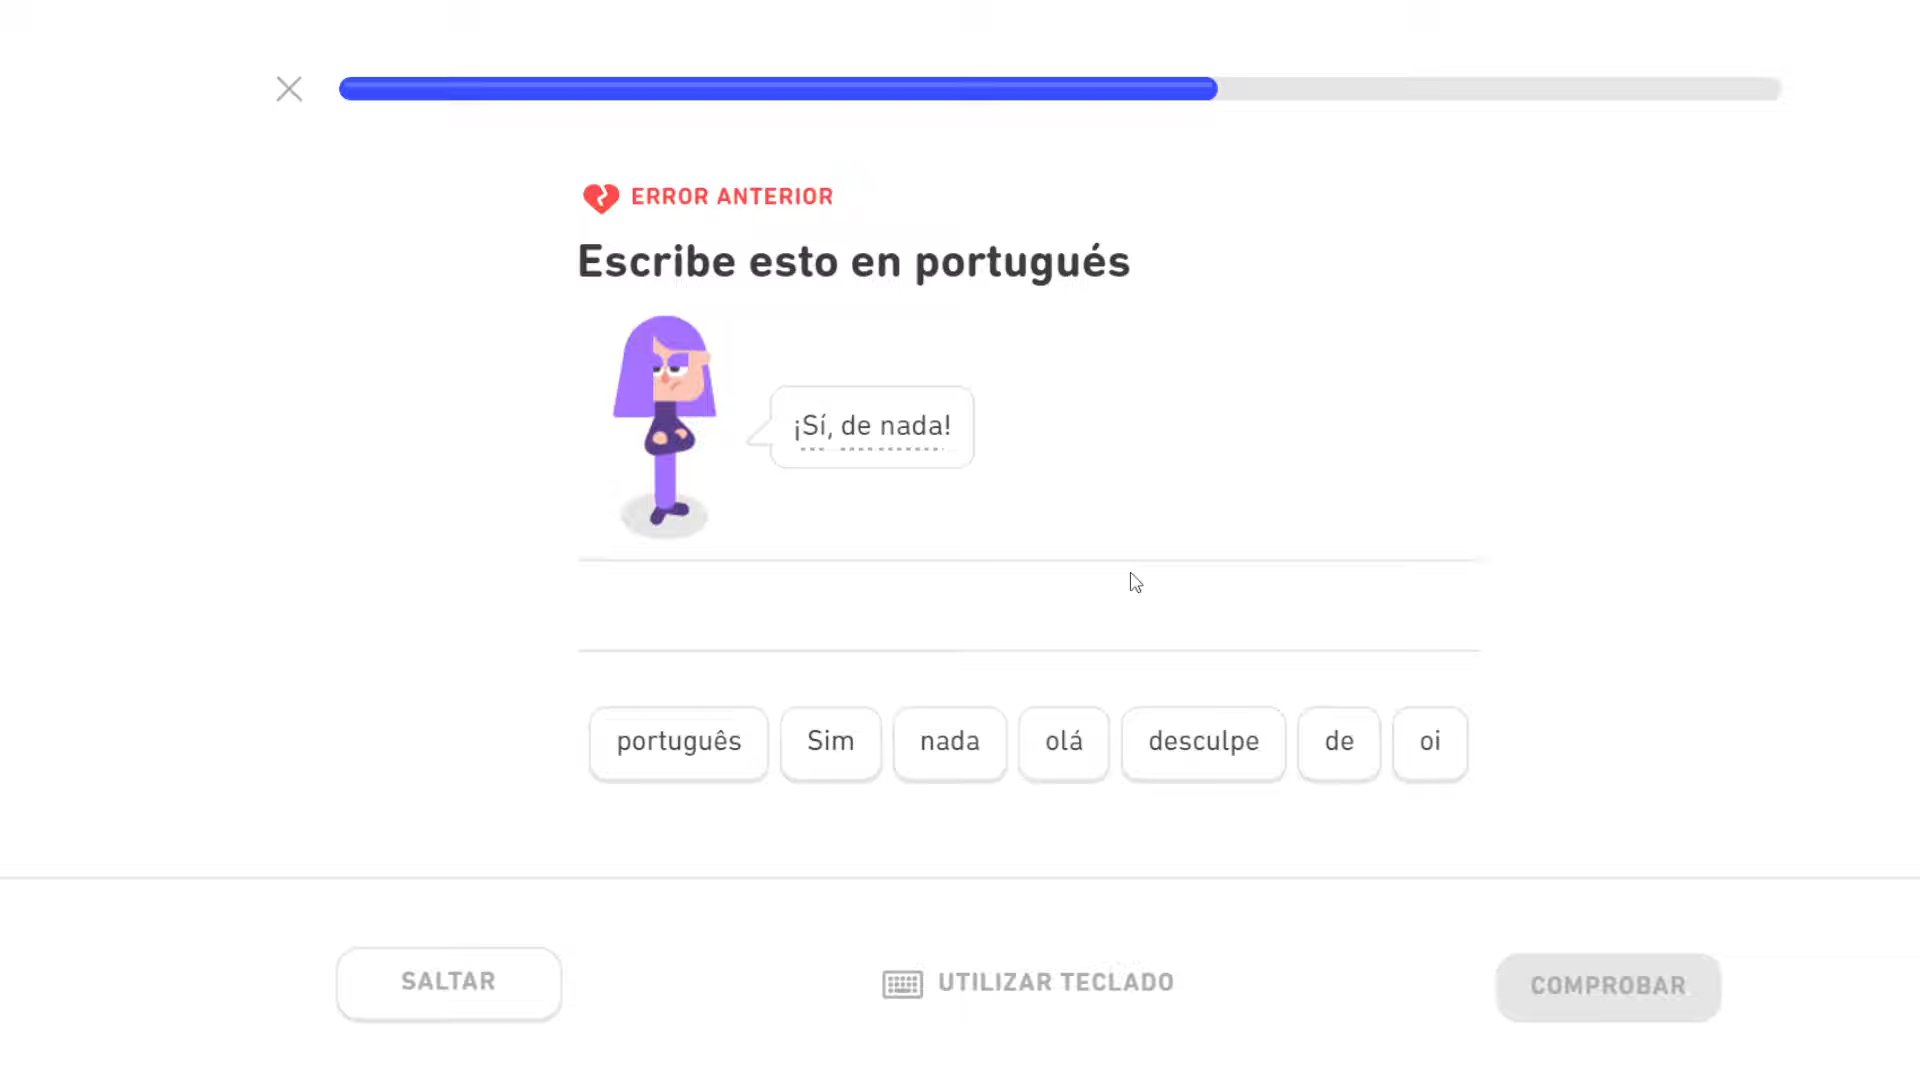 ERROR ANTERIOR
Escribe esto en portugués
¡Sí, de nada!
português Sim nada olá desculpe de oi
SALTAR UTILIZAR TECLADO COMPROBAR